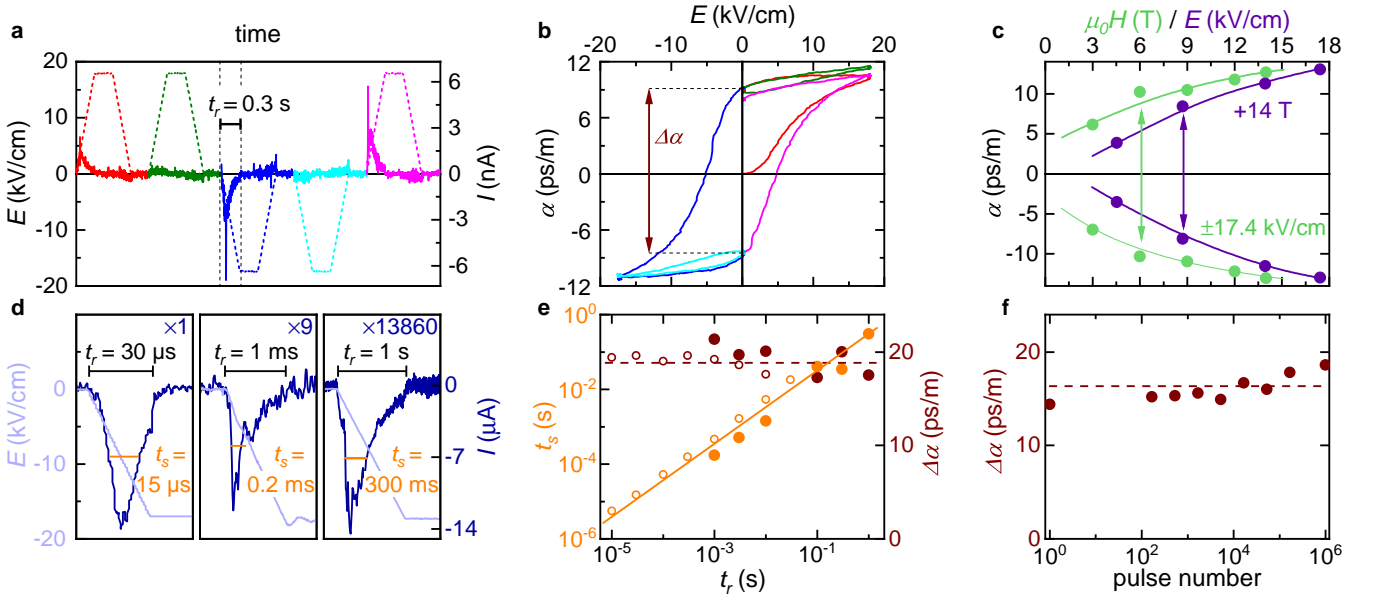 a
time
20
10
0
-10
-20
E (kV/cm)
t_r = 0.3 s
6
3
0
-3
-6
I (nA)
b
E (kV/cm)
-20 -10 0 10 20
12
6
0
-6
-12
α (ps/m)
Δα
c
μ0H (T) / E (kV/cm)
0 3 6 9 12 15 18
10
5
0
-5
-10
α (ps/m)
+14 T
±17.4 kV/cm
d
0
-10
-20
E (kV/cm)
×1
t_r = 30 µs
t_s =
15 µs
×9
t_r = 1 ms
t_s =
0.2 ms
×13860
t_r = 1 s
t_s =
300 ms
0
-7
-14
I (µA)
e
10^0
10^-2
10^-4
10^-6
t_s (s)
10^-5 10^-3 10^-1 10^1
t_r (s)
20
10
0
Δα (ps/m)
f
25
20
15
10
5
0
Δα (ps/m)
10^0 10^2 10^4 10^6
pulse number